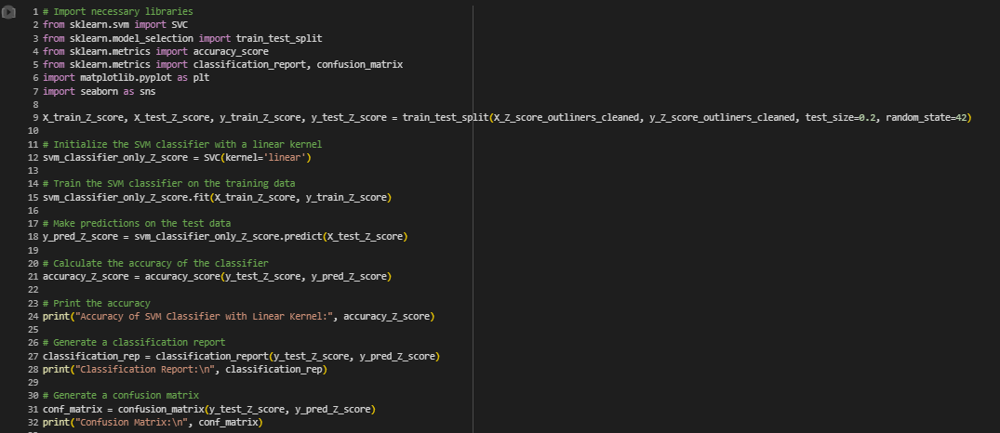 1 # Import necessary libraries
2 from sklearn.svm import SVC
3 from sklearn.model_selection import train_test_split
4 from sklearn.metrics import accuracy_score
5 from sklearn.metrics import classification_report, confusion_matrix
6 import matplotlib.pyplot as plt
7 import seaborn as sns
8
9 X_train_Z_score, X_test_Z_score, y_train_Z_score, y_test_Z_score = train_test_split(X_Z_score_outliners_cleaned, y_Z_score_outliners_cleaned, test_size=0.2, random_state=42)
10
11 # Initialize the SVM classifier with a linear kernel
12 svm_classifier_only_Z_score = SVC(kernel='linear')
13
14 # Train the SVM classifier on the training data
15 svm_classifier_only_Z_score.fit(X_train_Z_score, y_train_Z_score)
16
17 # Make predictions on the test data
18 y_pred_Z_score = svm_classifier_only_Z_score.predict(X_test_Z_score)
19
20 # Calculate the accuracy of the classifier
21 accuracy_Z_score = accuracy_score(y_test_Z_score, y_pred_Z_score)
22
23 # Print the accuracy
24 print("Accuracy of SVM Classifier with Linear Kernel:", accuracy_Z_score)
25
26 # Generate a classification report
27 classification_rep = classification_report(y_test_Z_score, y_pred_Z_score)
28 print("Classification Report:\n", classification_rep)
29
30 # Generate a confusion matrix
31 conf_matrix = confusion_matrix(y_test_Z_score, y_pred_Z_score)
32 print("Confusion Matrix:\n", conf_matrix)